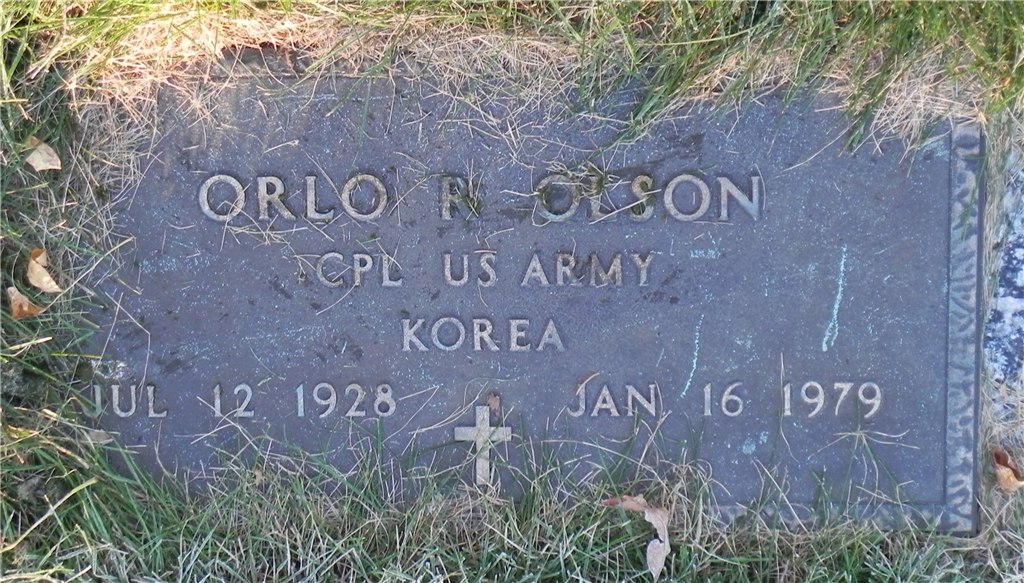 ORLO R OLSON
CPL US ARMY
KOREA
JUL 12 1928 JAN 16 1979